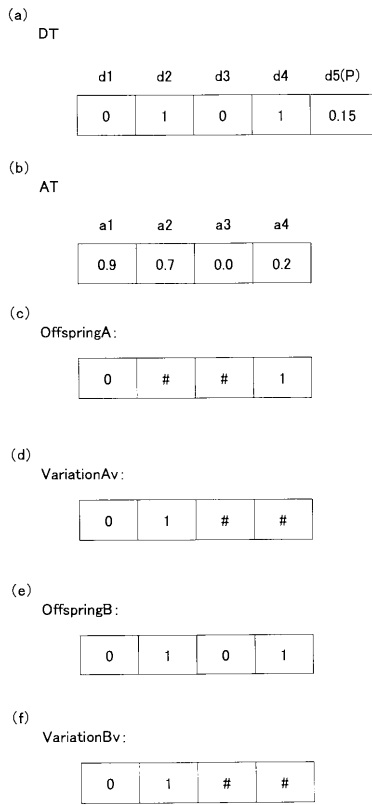 (a)
DT
d1 d2 d3 d4 d5(P)
0 1 0 1 0.15
(b)
AT
a1 a2 a3 a4
0.9 0.7 0.0 0.2
(c)
OffspringA:
0 # # 1
(d)
VariationAv:
0 1 # #
(e)
OffspringB:
0 1 0 1
(f)
VariationBv:
0 1 # #